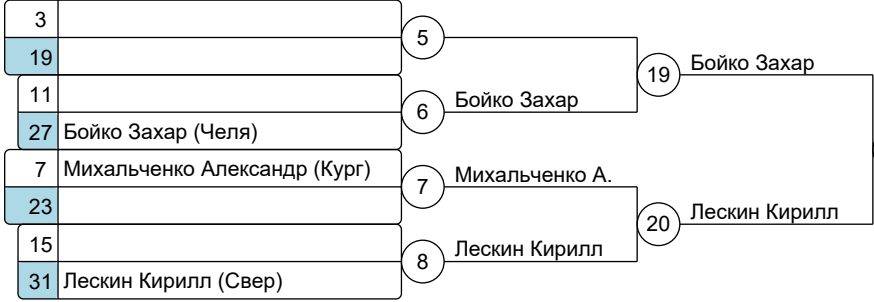 3
5
19
19 Бойко Захар
11
6 Бойко Захар
27 Бойко Захар (Челя)
7 Михальченко Александр (Кург)
7 Михальченко А.
23
20 Лескин Кирилл
15
8 Лескин Кирилл
31 Лескин Кирилл (Свер)